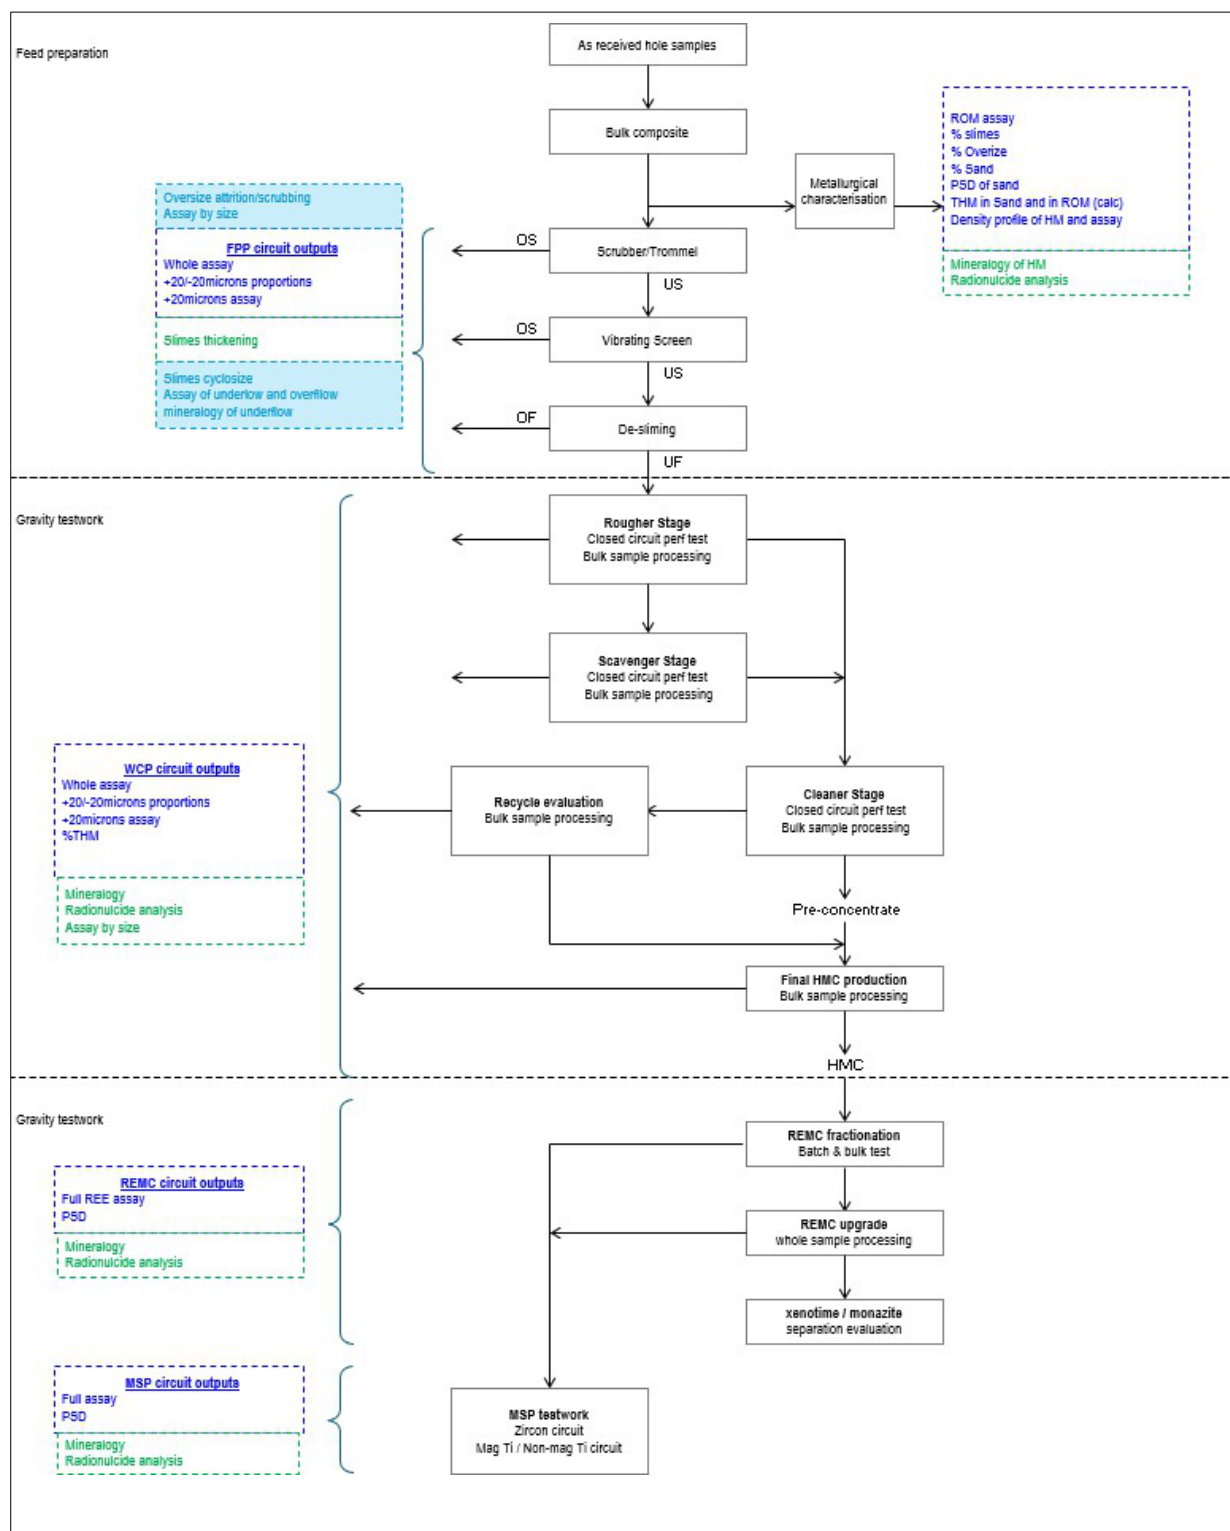 Feed preparation
As received hole samples
Bulk composite
Metallurgical
characterisation
ROM assay
% slimes
% Overize
% Sand
PSD of sand
THM in Sand and in ROM (calc)
Density profile of HM and assay
Mineralogy of HM
Radionulcide analysis
Oversize attrition/scrubbing
Assay by size
FPP circuit outputs
Whole assay
+20/-20microns proportions
+20microns assay
Slimes thickening
Slimes cyclosize
Assay of underlow and overflow
mineralogy of underflow
OS
Scrubber/Trommel
US
OS
Vibrating Screen
US
OF
De-sliming
UF
Gravity testwork
Rougher Stage
Closed circuit perf test
Bulk sample processing
Scavenger Stage
Closed circuit perf test
Bulk sample processing
WCP circuit outputs
Whole assay
+20/-20microns proportions
+20microns assay
%THM
Mineralogy
Radionulcide analysis
Assay by size
Recycle evaluation
Bulk sample processing
Cleaner Stage
Closed circuit perf test
Bulk sample processing
Pre-concentrate
Final HMC production
Bulk sample processing
HMC
Gravity testwork
REMC fractionation
Batch & bulk test
REMC circuit outputs
Full REE assay
PSD
Mineralogy
Radionulcide analysis
REMC upgrade
whole sample processing
xenotime / monazite
separation evaluation
MSP circuit outputs
Full assay
PSD
Mineralogy
Radionulcide analysis
MSP testwork
Zircon circuit
Mag Ti / Non-mag Ti circuit